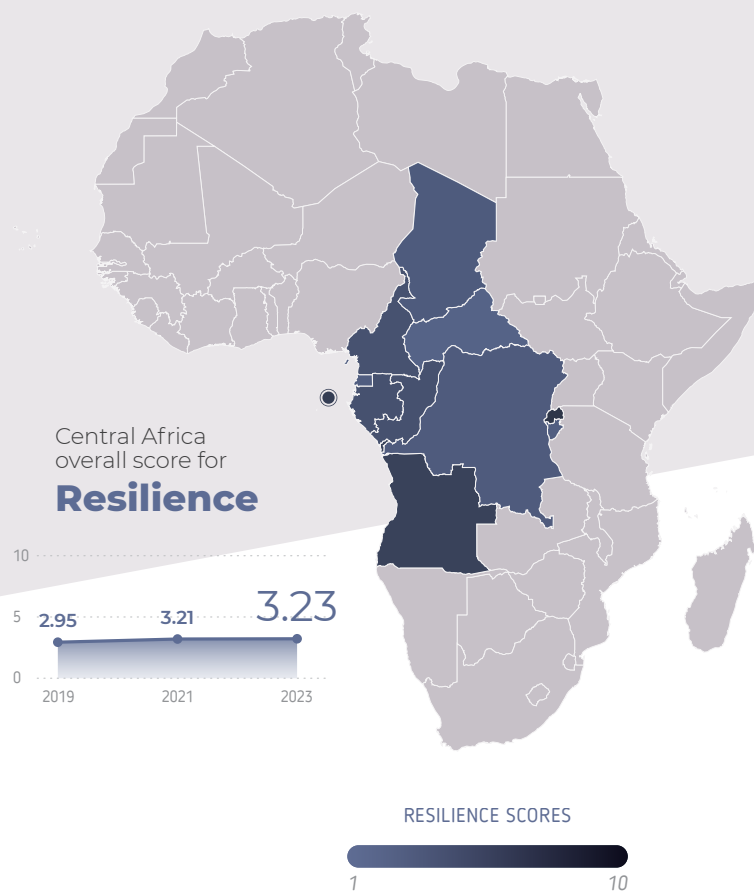 Central Africa
overall score for
Resilience
10
5
0
2.95
3.21
3.23
2019
2021
2023
RESILIENCE SCORES
1
10